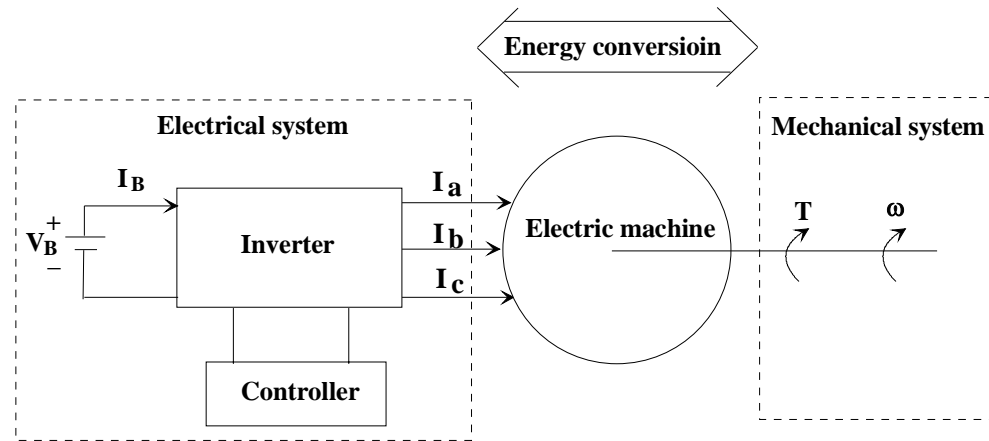 Energy conversioin
Electrical system
Mechanical system
I_B
I_a
T
ω
+
V_B
Inverter
I_b
Electric machine
−
I_c
Controller